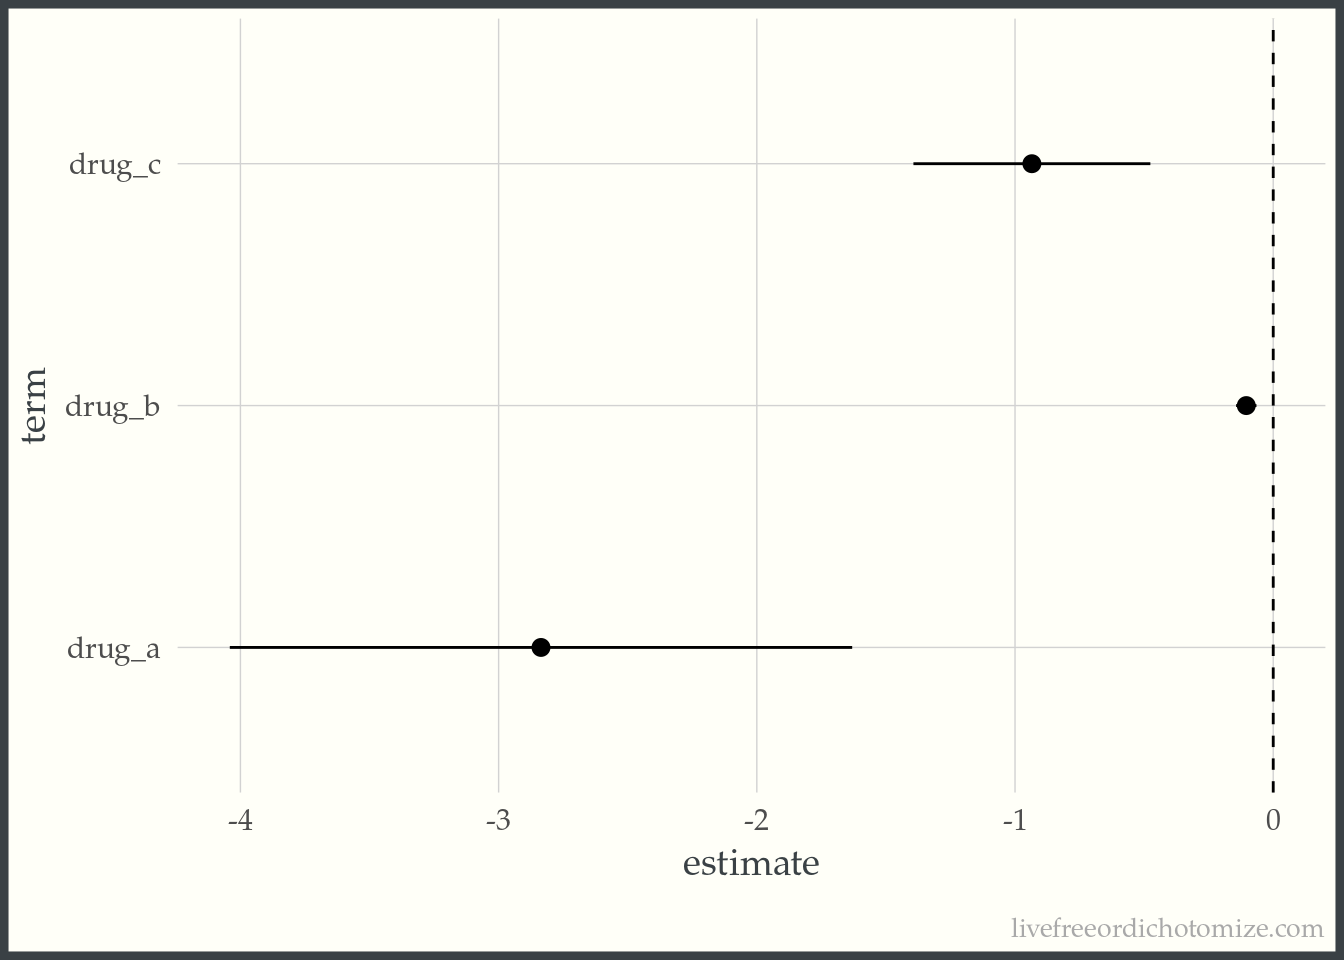 drug_c
drug_b
drug_a
term
-4 -3 -2 -1 0
estimate
livefreeordichotomize.com